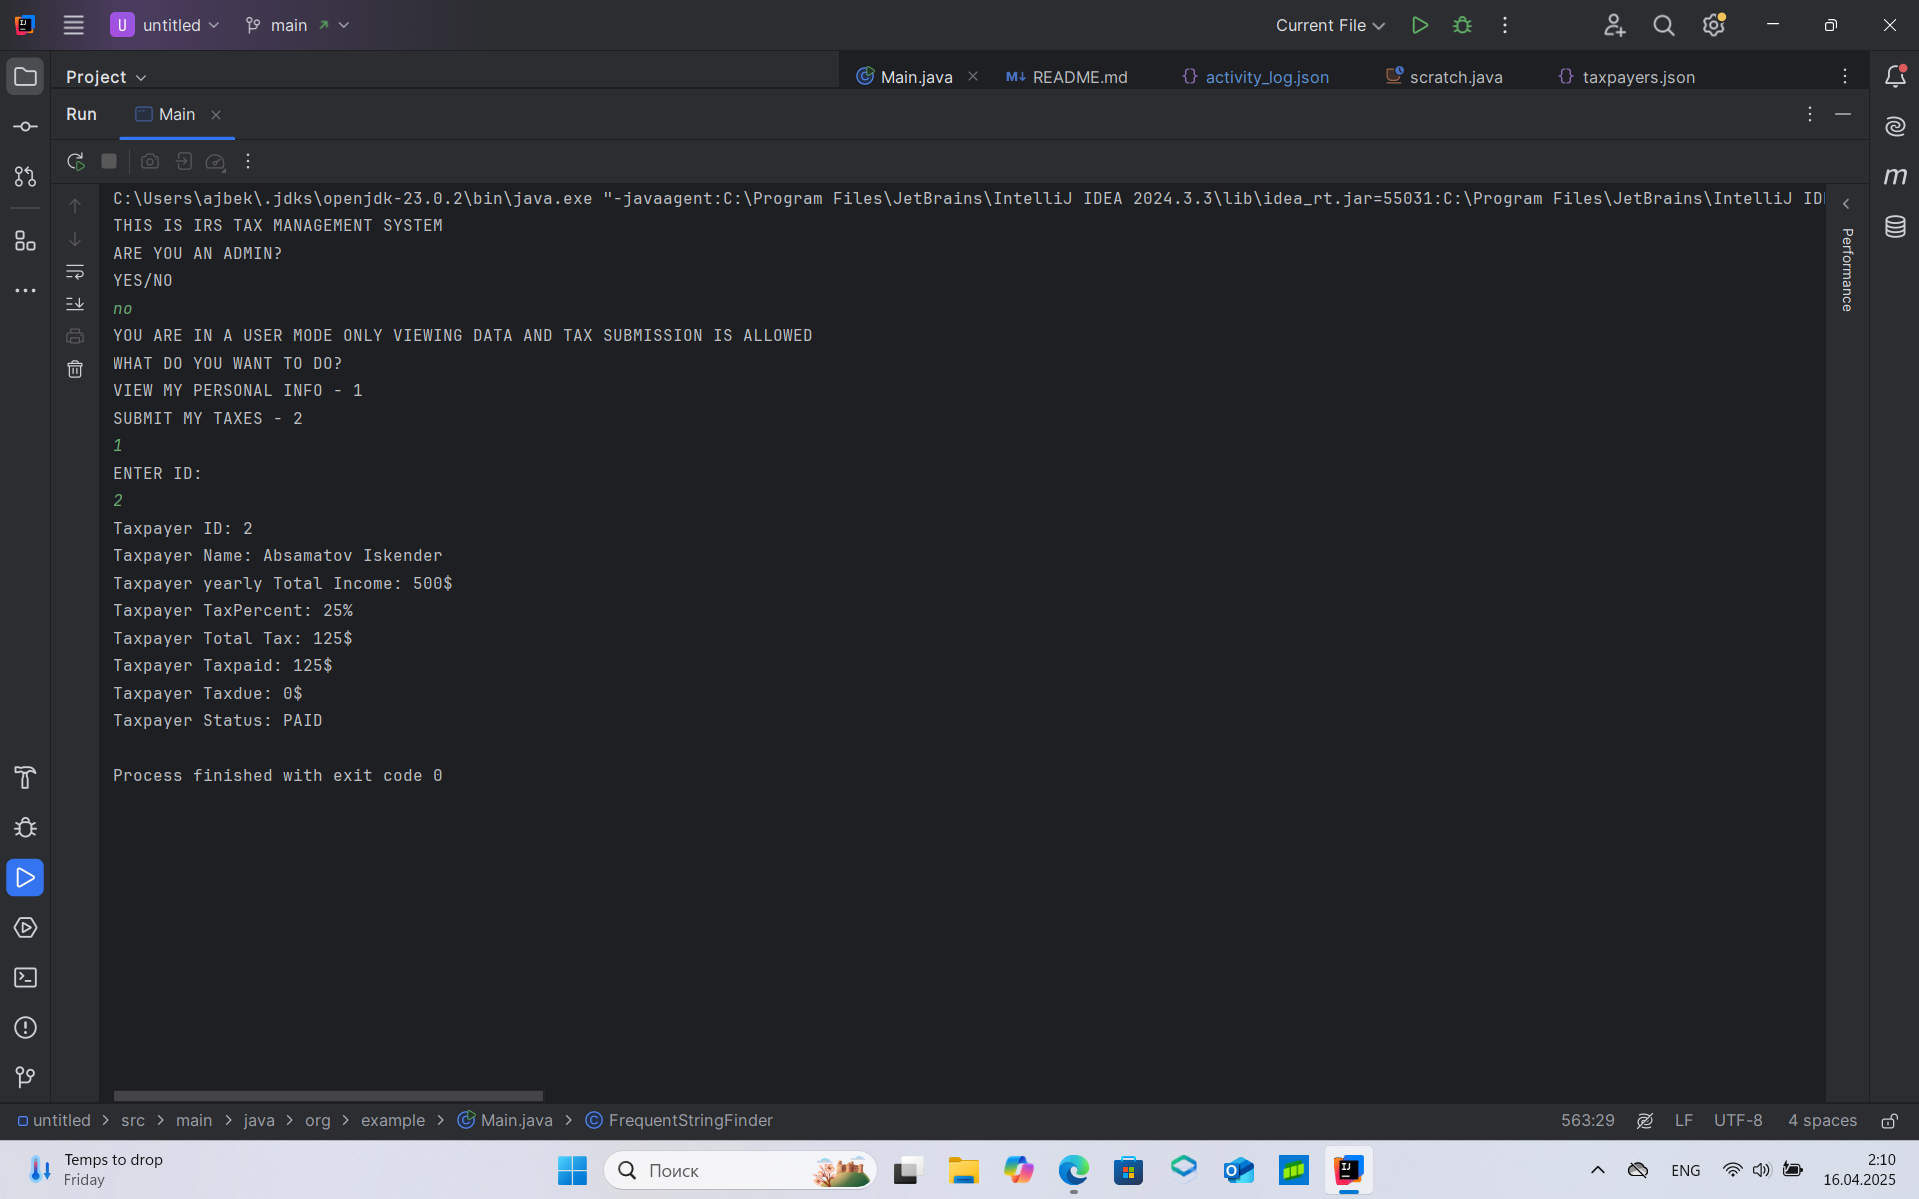 U untitled main Current File
Project Main.java M↓ README.md activity_log.json scratch.java taxpayers.json
Run Main
C:\Users\ajbek\.jdks\openjdk-23.0.2\bin\java.exe "-javaagent:C:\Program Files\JetBrains\IntelliJ IDEA 2024.3.3\lib\idea_rt.jar=55031:C:\Program Files\JetBrains\IntelliJ
THIS IS IRS TAX MANAGEMENT SYSTEM
ARE YOU AN ADMIN?
YES/NO
no
YOU ARE IN A USER MODE ONLY VIEWING DATA AND TAX SUBMISSION IS ALLOWED
WHAT DO YOU WANT TO DO?
VIEW MY PERSONAL INFO - 1
SUBMIT MY TAXES - 2
1
ENTER ID:
2
Taxpayer ID: 2
Taxpayer Name: Absamatov Iskender
Taxpayer yearly Total Income: 500$
Taxpayer TaxPercent: 25%
Taxpayer Total Tax: 125$
Taxpayer Taxpaid: 125$
Taxpayer Taxdue: 0$
Taxpayer Status: PAID
Process finished with exit code 0
Performance
untitled > src > main > java > org > example > Main.java > FrequentStringFinder 563:29 LF UTF-8 4 spaces
Temps to drop
Friday
Поиск
ENG
2:10
16.04.2025